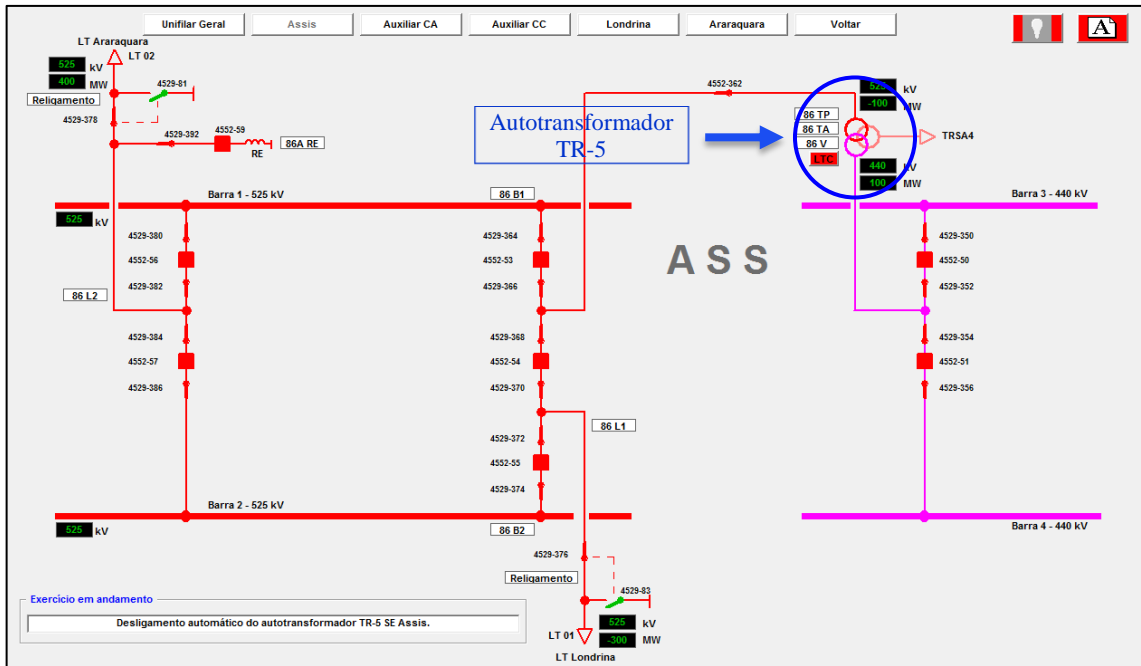 Unifilar Geral
Assis
Auxiliar CA
Auxiliar CC
Londrina
Araraquara
Voltar
A
LT Araraquara
LT 02
525 kV
400 MW
4529-81
Religamento
4529-378
4529-392
4552-59
RE
86A RE
4552-362
Autotransformador
TR-5
525 kV
-100 MW
86 TP
86 TA
86 V
LTC
TRSA4
440 kV
100 MW
Barra 1 - 525 kV
86 B1
Barra 3 - 440 kV
525 kV
4529-380
4552-56
4529-382
86 L2
4529-384
4552-57
4529-386
4529-364
4552-53
4529-366
4529-368
4552-54
4529-370
4529-372
4552-55
4529-374
86 L1
A S S
4529-350
4552-50
4529-352
4529-354
4552-51
4529-356
Barra 2 - 525 kV
86 B2
525 kV
Barra 4 - 440 kV
4529-376
Religamento
4529-83
525 kV
-300 MW
LT 01
LT Londrina
Exercício em andamento
Desligamento automático do autotransformador TR-5 SE Assis.